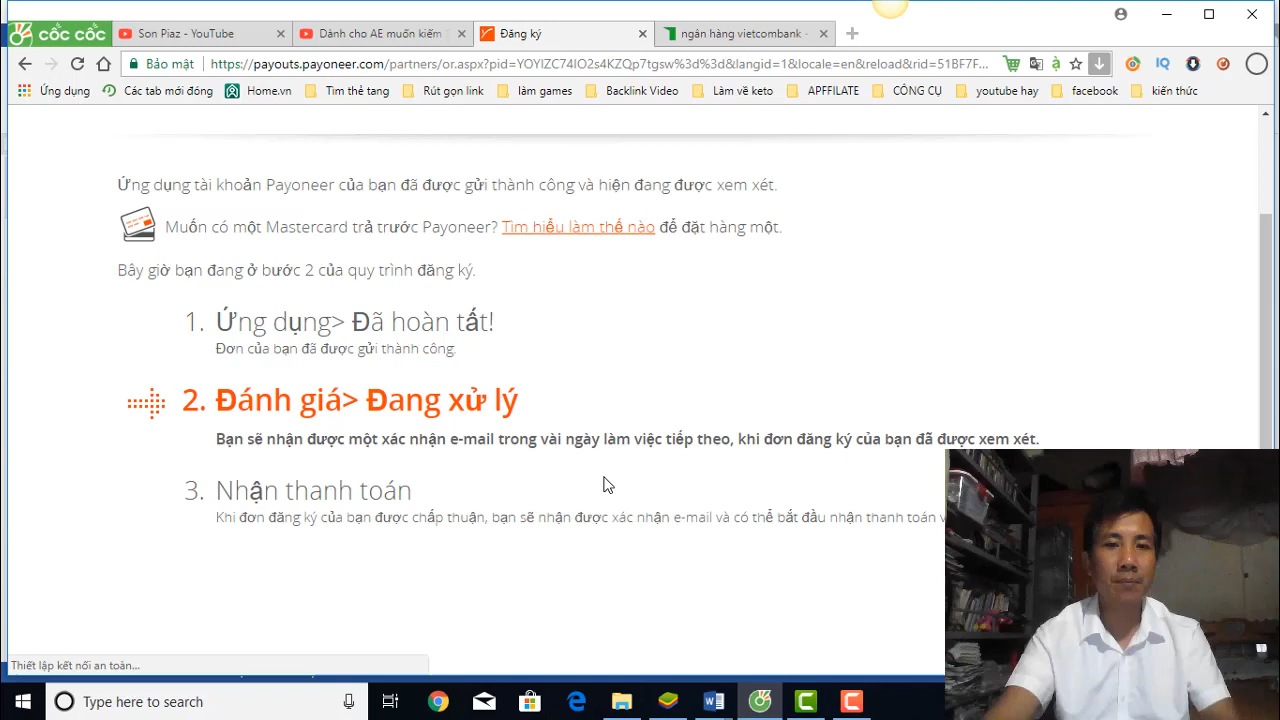 cốc cốc
Son Piaz - YouTube
Dành cho AE muốn kiếm
Đăng ký
ngân hàng vietcombank -
Bảo mật
https://payouts.payoneer.com/partners/or.aspx?pid=YOYIZC74IO2s4KZQp7tgsw%3d%3d&langid=1&locale=en&reload&rid=51BF7F...
Ứng dụng
Các tab mới đóng
Home.vn
Tìm thẻ tang
Rút gọn link
làm games
Backlink Video
Làm về keto
APFFILATE
CÔNG CỤ
youtube hay
facebook
kiến thức
Ứng dụng tài khoản Payoneer của bạn đã được gửi thành công và hiện đang được xem xét.
Muốn có một Mastercard trả trước Payoneer? Tìm hiểu làm thế nào để đặt hàng một.
Bây giờ bạn đang ở bước 2 của quy trình đăng ký.
1. Ứng dụng> Đã hoàn tất!
Đơn của bạn đã được gửi thành công.
2. Đánh giá> Đang xử lý
Bạn sẽ nhận được một xác nhận e-mail trong vài ngày làm việc tiếp theo, khi đơn đăng ký của bạn đã được xem xét.
3. Nhận thanh toán
Khi đơn đăng ký của bạn được chấp thuận, bạn sẽ nhận được xác nhận e-mail và có thể bắt đầu nhận thanh toán v
Thiết lập kết nối an toàn...
Type here to search